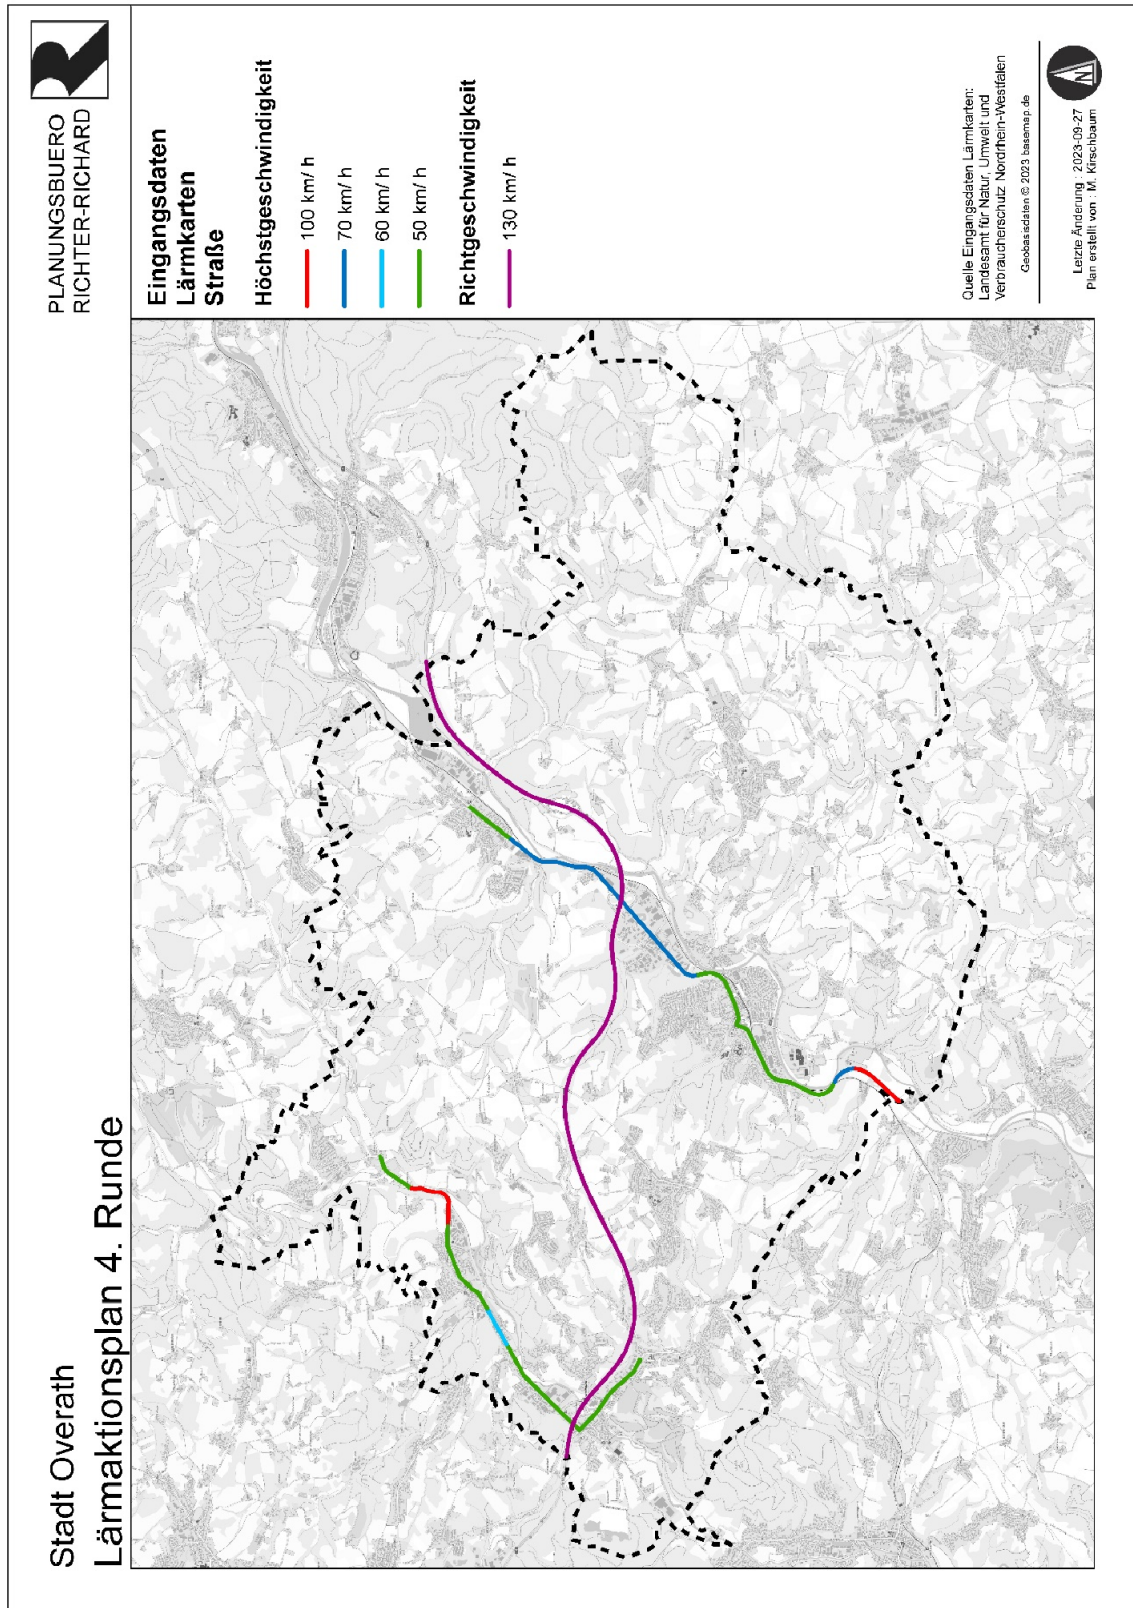 Stadt Overath
Lärmaktionsplan 4. Runde
PLANUNGSBUERO
RICHTER-RICHARD
Eingangsdaten
Lärmkarten
Straße
Höchstgeschwindigkeit
100 km/ h
70 km/ h
60 km/ h
50 km/ h
Richtgeschwindigkeit
130 km/ h
Quelle Eingangsdaten Lärmkarten:
Landesamt für Natur, Umwelt und
Verbraucherschutz Nordrhein-Westfalen
Geobasisdaten © 2023 basemap.de
N
Letzte Änderung : 2023-09-27
Plan erstellt von : M. Kirschbaum